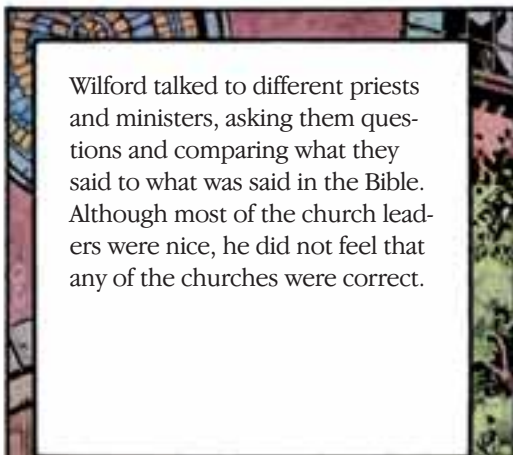 Wilford talked to different priests
and ministers, asking them ques-
tions and comparing what they
said to what was said in the Bible.
Although most of the church lead-
ers were nice, he did not feel that
any of the churches were correct.